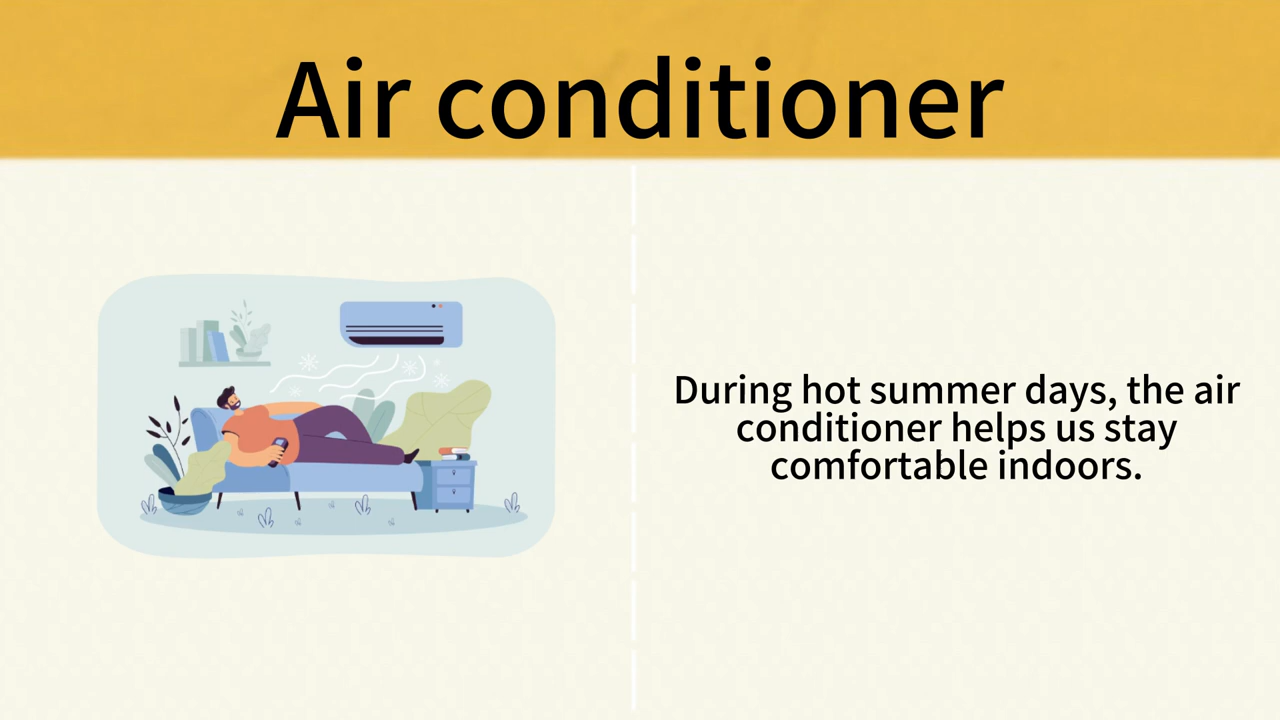 Air conditioner
During hot summer days, the air
conditioner helps us stay
comfortable indoors.